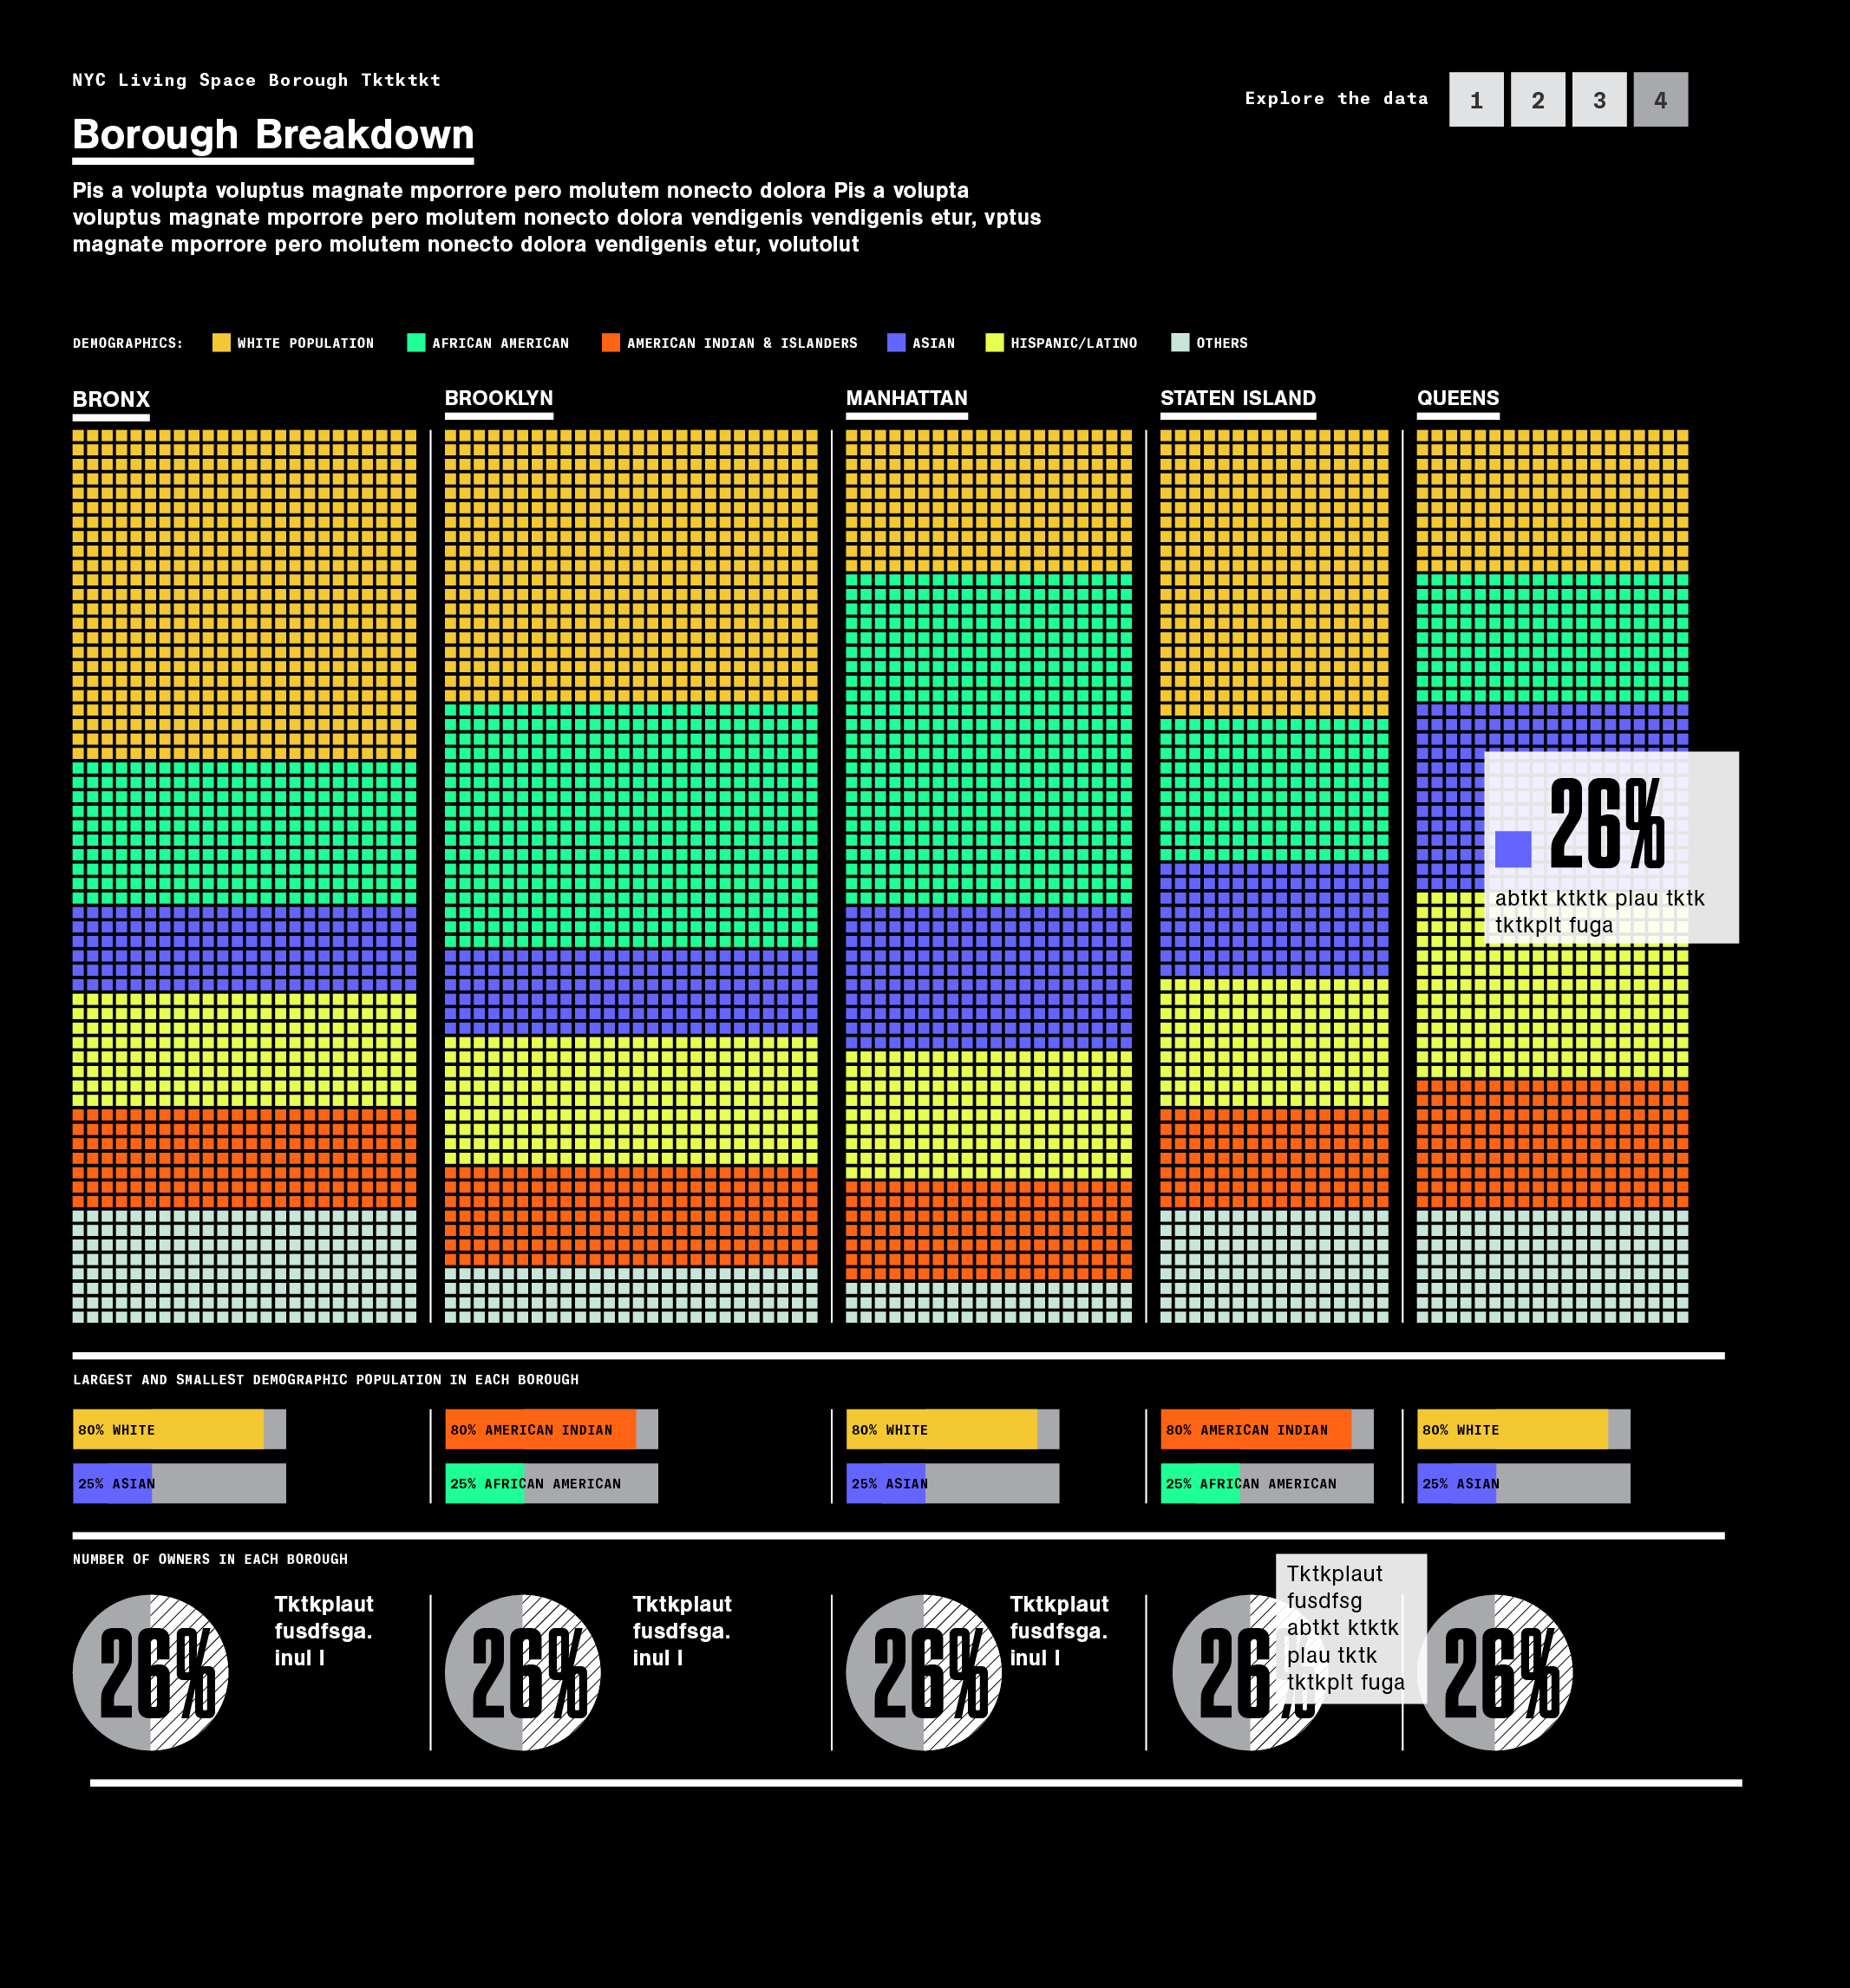 NYC Living Space Borough Tktktkt
Explore the data 1 2 3 4
Borough Breakdown
Pis a volupta voluptus magnate mporrore pero molutem nonecto dolora Pis a volupta
voluptus magnate mporrore pero molutem nonecto dolora vendigenis vendigenis etur, vptus
magnate mporrore pero molutem nonecto dolora vendigenis etur, volutolut
DEMOGRAPHICS: WHITE POPULATION AFRICAN AMERICAN AMERICAN INDIAN & ISLANDERS ASIAN HISPANIC/LATINO OTHERS
BRONX BROOKLYN MANHATTAN STATEN ISLAND QUEENS
26%
abtkt ktktk plau tktk
tktkplt fuga
LARGEST AND SMALLEST DEMOGRAPHIC POPULATION IN EACH BOROUGH
80% WHITE 80% AMERICAN INDIAN 80% WHITE 80% AMERICAN INDIAN 80% WHITE
25% ASIAN 25% AFRICAN AMERICAN 25% ASIAN 25% AFRICAN AMERICAN 25% ASIAN
NUMBER OF OWNERS IN EACH BOROUGH
26%
Tktkplaut
fusdfsga.
inul l
26%
Tktkplaut
fusdfsga.
inul l
26%
Tktkplaut
fusdfsga.
inul l
26%
Tktkplaut
fusdfsg
abtkt ktktk
plau tktk
tktkplt fuga
26%